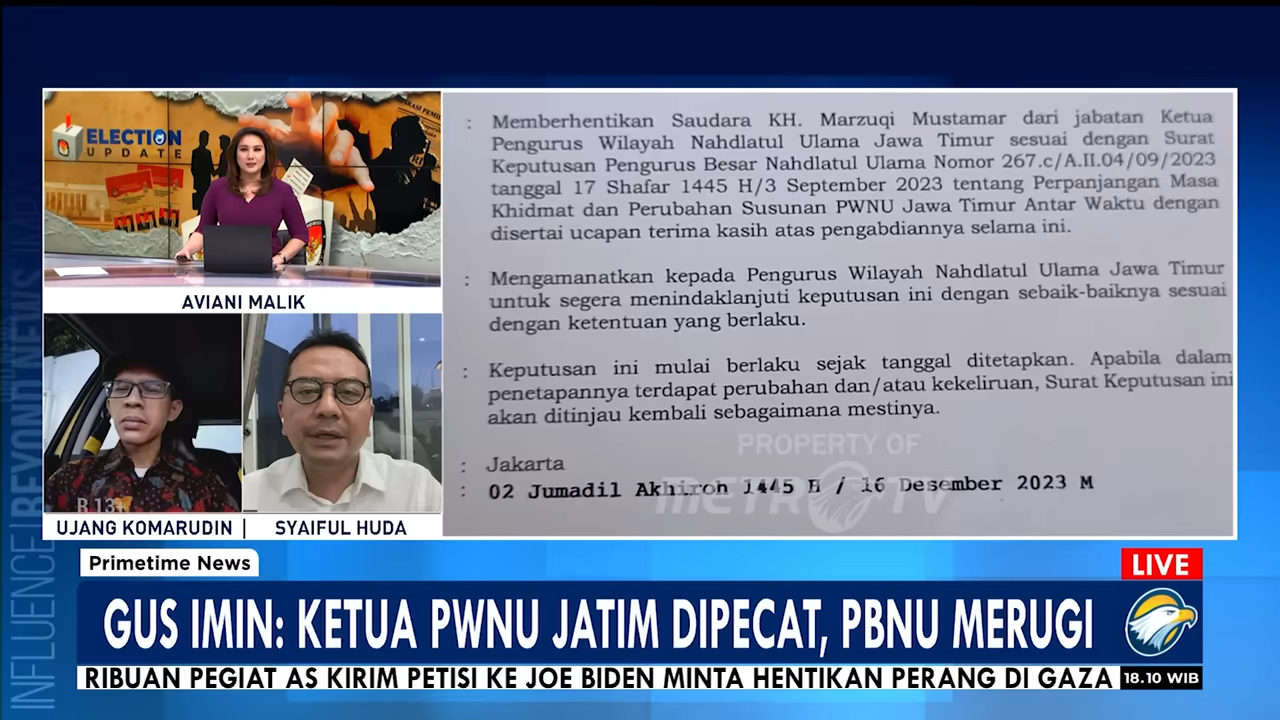 ELECTION
UPDATE
AVIANI MALIK
UJANG KOMARUDIN |
SYAIFUL HUDA
: Memberhentikan Saudara KH. Marzuqi Mustamar dari jabatan Ketua
Pengurus Wilayah Nahdlatul Ulama Jawa Timur sesuai dengan Surat
Keputusan Pengurus Besar Nahdlatul Ulama Nomor 267.c/A.II.04/09/2023
tanggal 17 Shafar 1445 H/3 September 2023 tentang Perpanjangan Masa
Khidmat dan Perubahan Susunan PWNU Jawa Timur Antar Waktu dengan
disertai ucapan terima kasih atas pengabdiannya selama ini.
: Mengamanatkan kepada Pengurus Wilayah Nahdlatul Ulama Jawa Timur
untuk segera menindaklanjuti keputusan ini dengan sebaik-baiknya sesuai
dengan ketentuan yang berlaku.
: Keputusan ini mulai berlaku sejak tanggal ditetapkan. Apabila dalam
penetapannya terdapat perubahan dan/atau kekeliruan, Surat Keputusan ini
akan ditinjau kembali sebagaimana mestinya.
: Jakarta
: 02 Jumadil Akhiroh 1445 H / 16 Desember 2023 M
PROPERTY OF
METRO TV
Primetime News
LIVE
GUS IMIN: KETUA PWNU JATIM DIPECAT, PBNU MERUGI
RIBUAN PEGIAT AS KIRIM PETISI KE JOE BIDEN MINTA HENTIKAN PERANG DI GAZA
18.10 WIB
INFLUENCE BEYOND NEWS